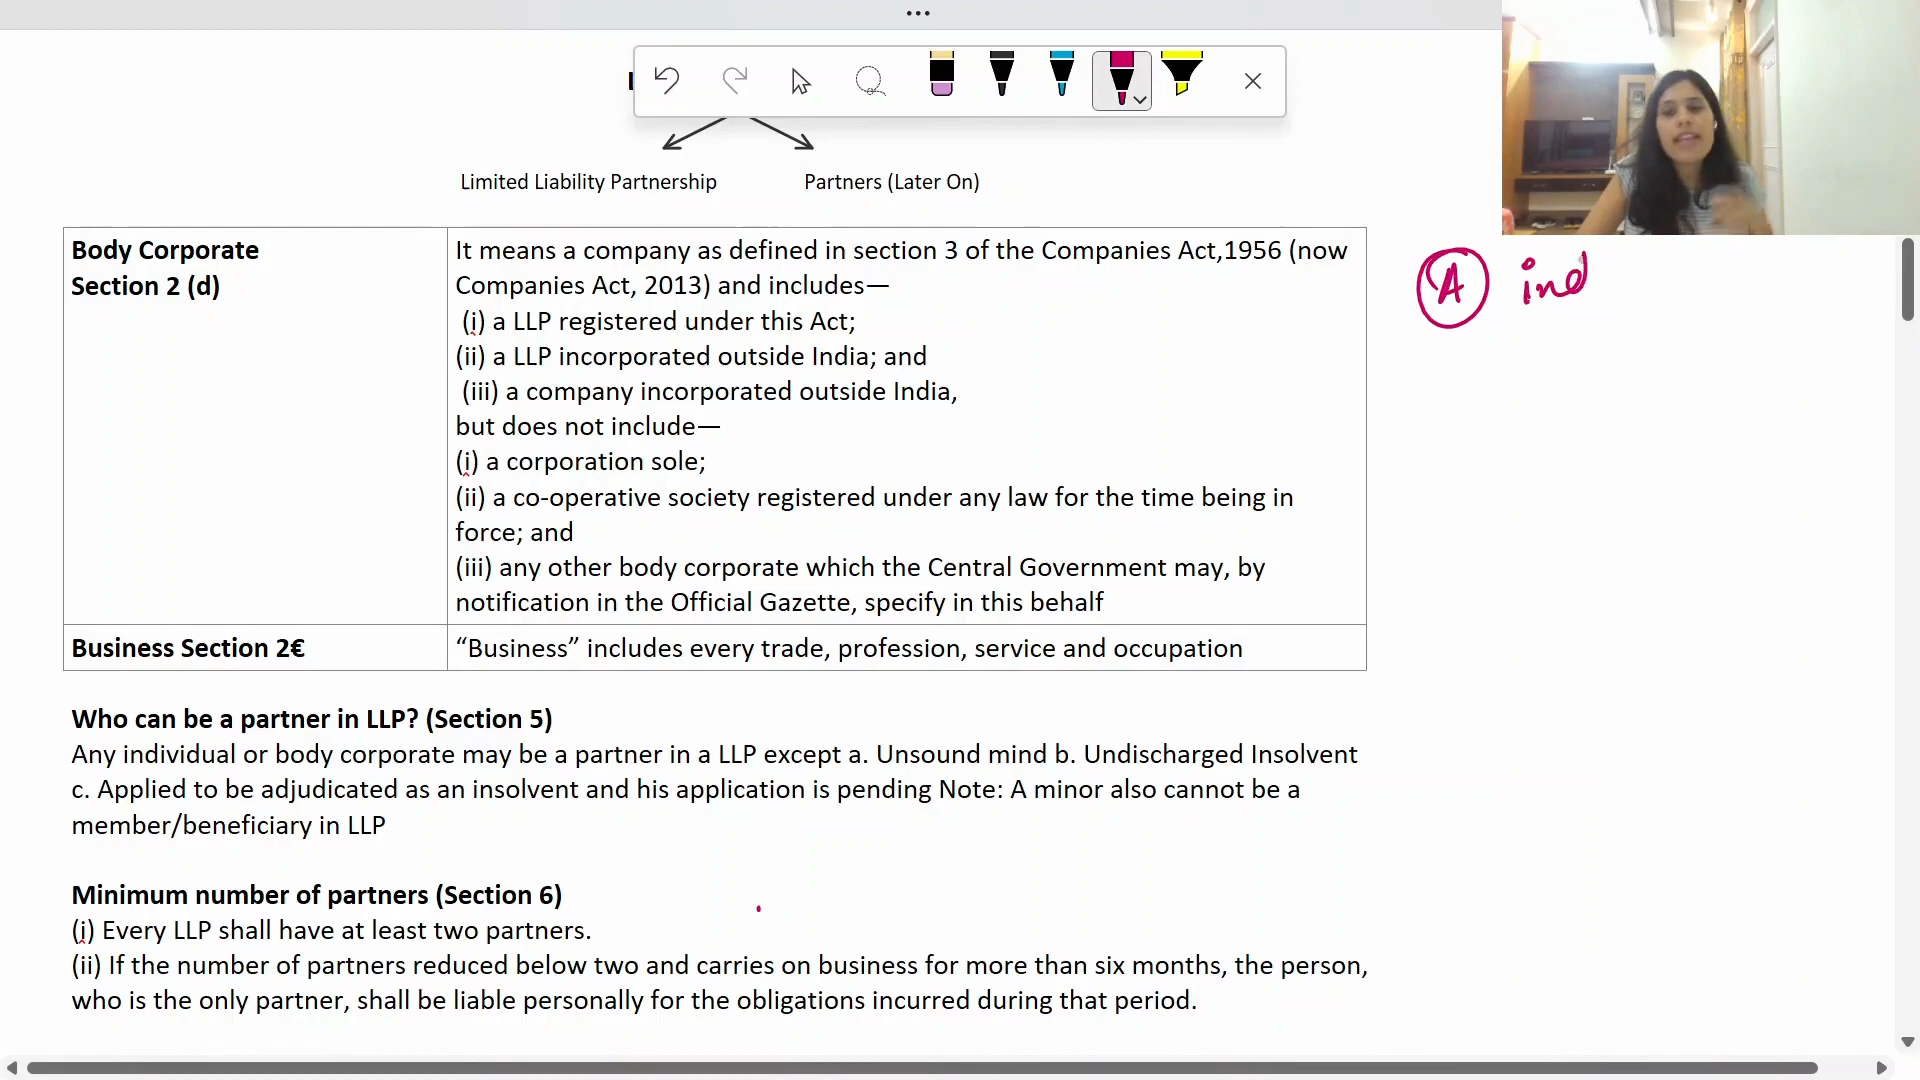 Limited Liability Partnership Partners (Later On)
Body Corporate
Section 2 (d)
It means a company as defined in section 3 of the Companies Act,1956 (now
Companies Act, 2013) and includes—
(i) a LLP registered under this Act;
(ii) a LLP incorporated outside India; and
(iii) a company incorporated outside India,
but does not include—
(i) a corporation sole;
(ii) a co-operative society registered under any law for the time being in
force; and
(iii) any other body corporate which the Central Government may, by
notification in the Official Gazette, specify in this behalf
Business Section 2€
“Business” includes every trade, profession, service and occupation
A ind
Who can be a partner in LLP? (Section 5)
Any individual or body corporate may be a partner in a LLP except a. Unsound mind b. Undischarged Insolvent
c. Applied to be adjudicated as an insolvent and his application is pending Note: A minor also cannot be a
member/beneficiary in LLP
Minimum number of partners (Section 6)
(i) Every LLP shall have at least two partners.
(ii) If the number of partners reduced below two and carries on business for more than six months, the person,
who is the only partner, shall be liable personally for the obligations incurred during that period.